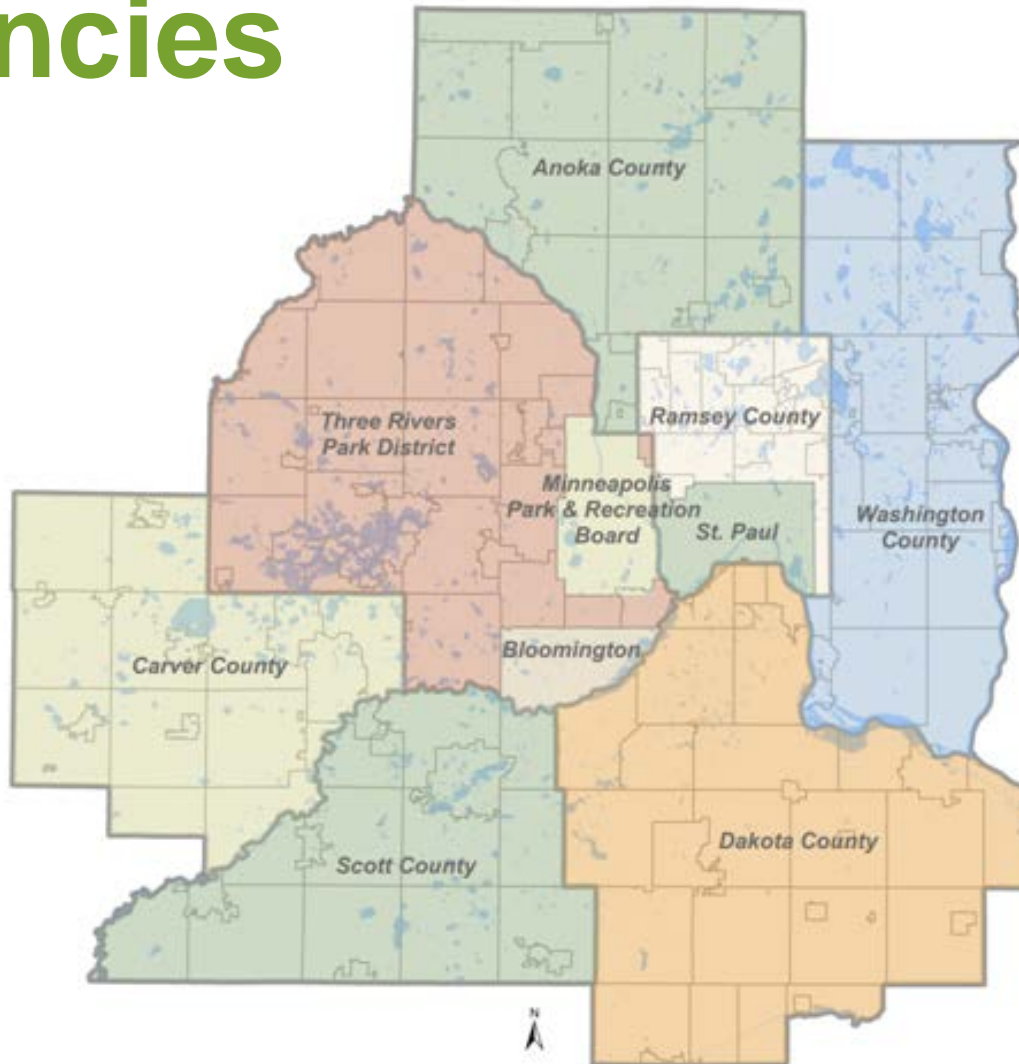 ncies
Anoka County
Three Rivers
Park District
Ramsey County
Minneapolis
Park & Recreation
Board
St. Paul
Washington
County
Bloomington
Carver County
Dakota County
Scott County
N